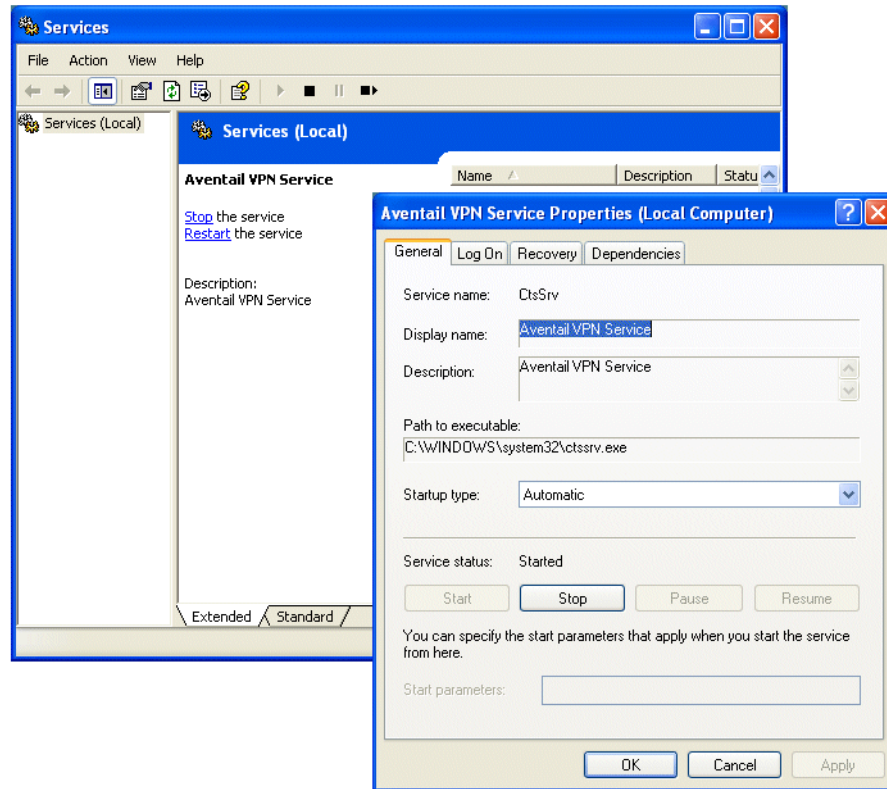 Services
File Action View Help
Services (Local)
Services (Local)
Aventail VPN Service
Stop the service
Restart the service
Description:
Aventail VPN Service
Name Description Statu
Extended Standard
Aventail VPN Service Properties (Local Computer)
General Log On Recovery Dependencies
Service name: CtsSrv
Display name: Aventail VPN Service
Description: Aventail VPN Service
Path to executable:
C:\WINDOWS\system32\ctssrv.exe
Startup type: Automatic
Service status: Started
Start Stop Pause Resume
You can specify the start parameters that apply when you start the service
from here.
Start parameters:
OK Cancel Apply